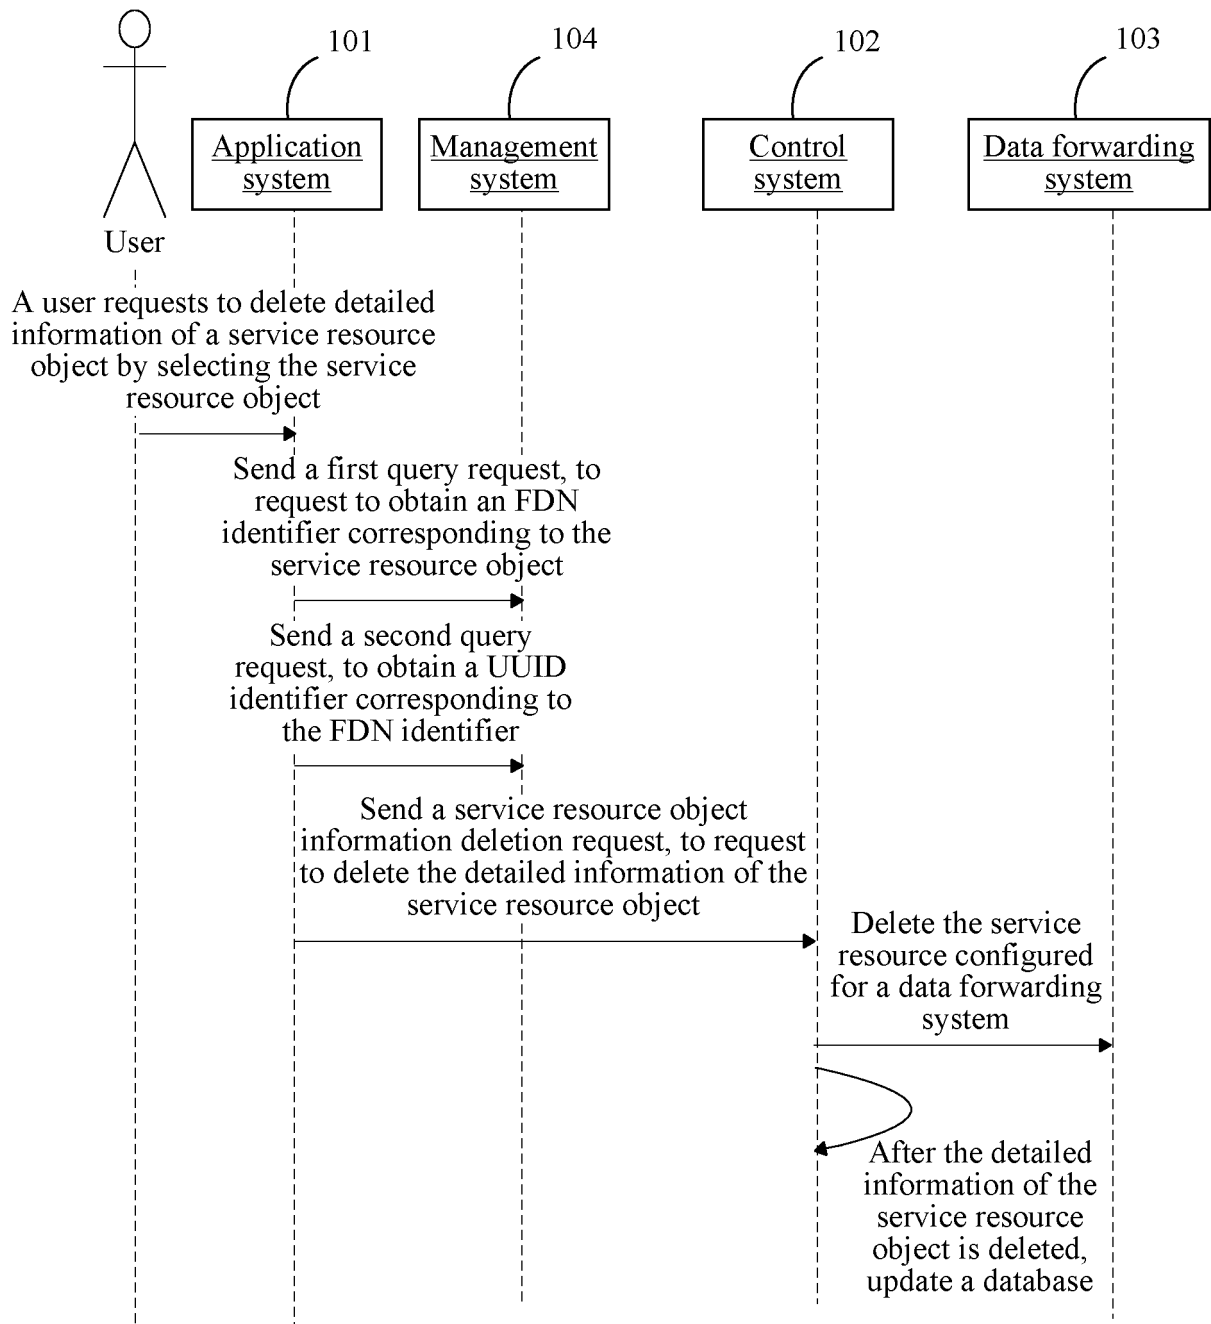 101
104
102
103
Application
system
Management
system
Control
system
Data forwarding
system
User
A user requests to delete detailed
information of a service resource
object by selecting the service
resource object
Send a first query request, to
request to obtain an FDN
identifier corresponding to the
service resource object
Send a second query
request, to obtain a UUID
identifier corresponding to
the FDN identifier
Send a service resource object
information deletion request, to request
to delete the detailed information of the
service resource object
Delete the service
resource configured
for a data forwarding
system
After the detailed
information of the
service resource
object is deleted,
update a database